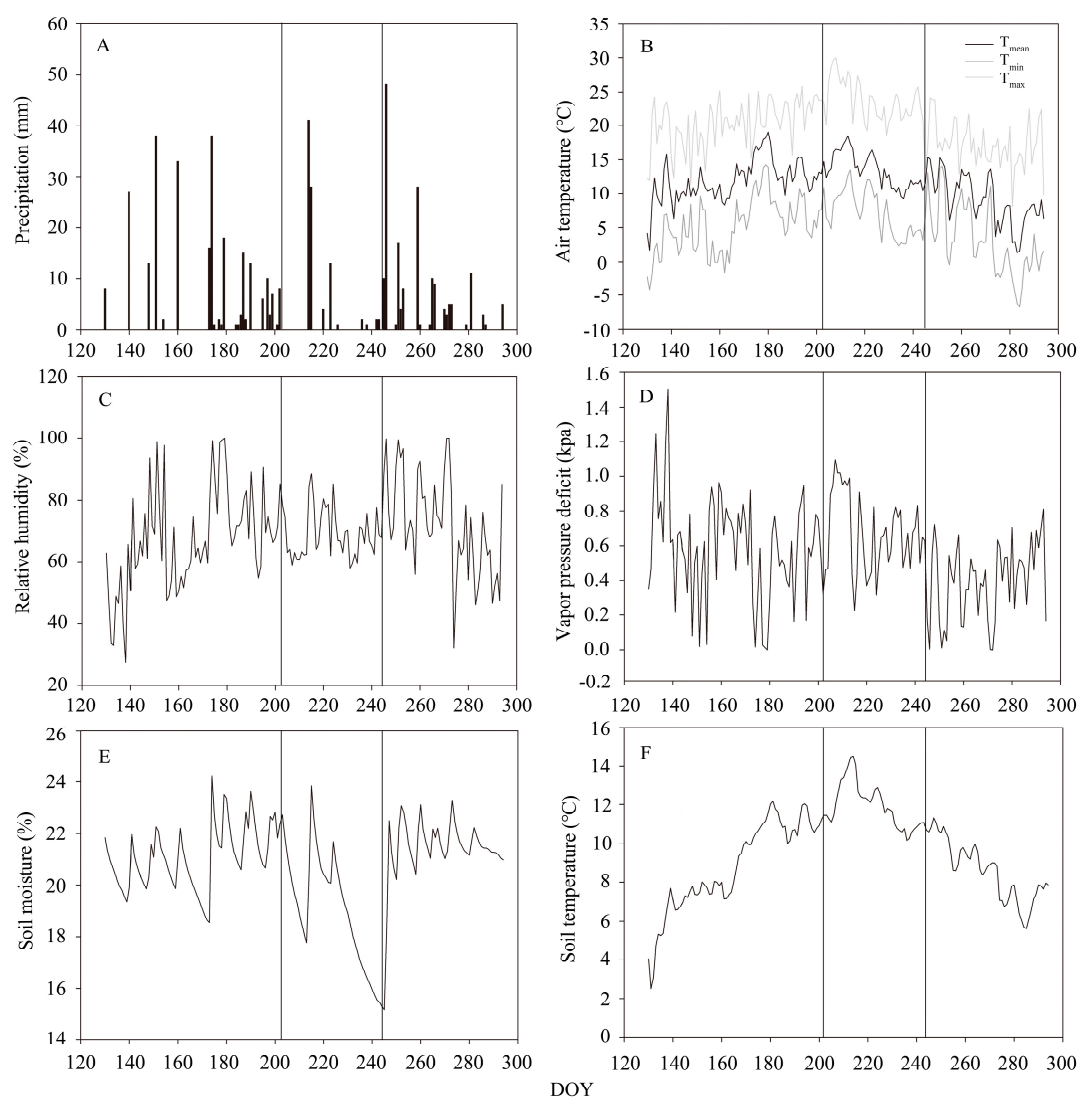 A
Precipitation (mm)
60
50
40
30
20
10
0
120 140 160 180 200 220 240 260 280 300
B
T mean
T min
T max
Air temperature (°C)
35
30
25
20
15
10
5
0
-5
-10
120 140 160 180 200 220 240 260 280 300
C
Relative humidity (%)
120
100
80
60
40
20
120 140 160 180 200 220 240 260 280 300
D
Vapor pressure deficit (kpa)
1.6
1.4
1.2
1.0
0.8
0.6
0.4
0.2
0.0
-0.2
120 140 160 180 200 220 240 260 280 300
E
Soil moisture (%)
26
24
22
20
18
16
14
120 140 160 180 200 220 240 260 280 300
F
Soil temperature (°C)
16
14
12
10
8
6
4
2
0
120 140 160 180 200 220 240 260 280 300
DOY